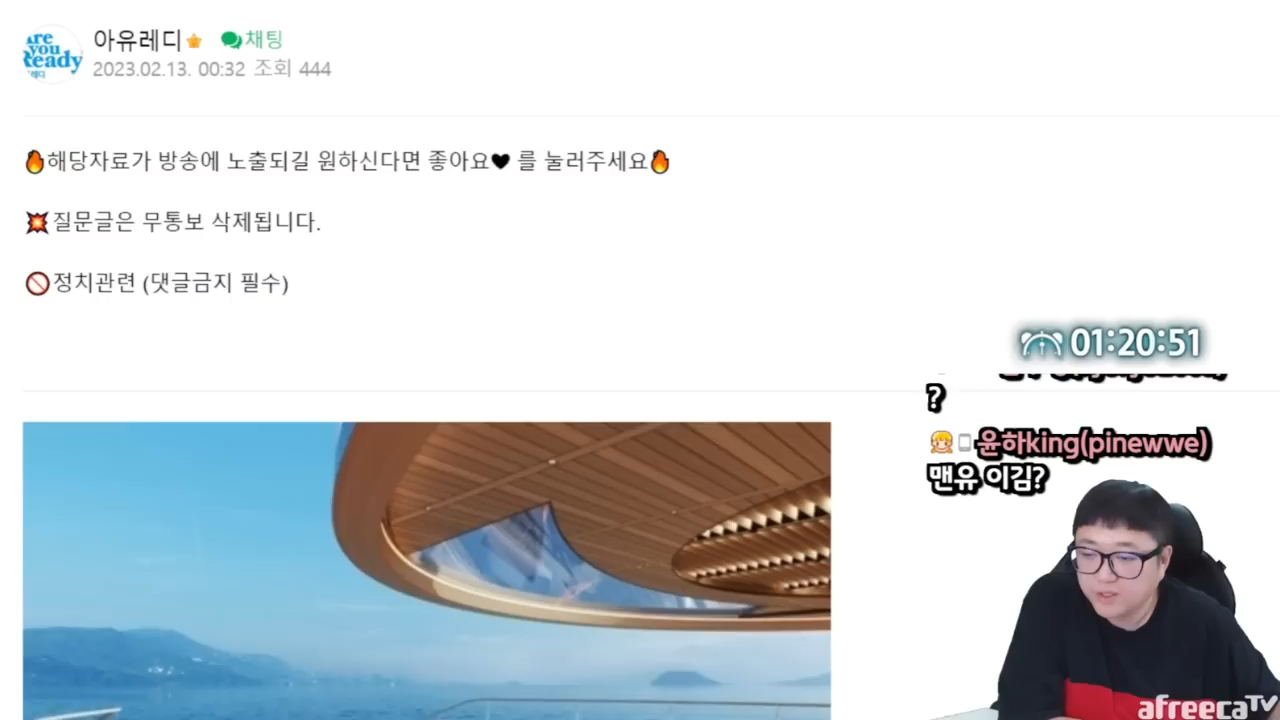 Are
you
Ready
아유레디
채팅
2023.02.13. 00:32 조회 444
🔥해당자료가 방송에 노출되길 원하신다면 좋아요🖤 를 눌러주세요🔥
💥질문글은 무통보 삭제됩니다.
🚫정치관련 (댓글금지 필수)
01:20:51
?
윤하king(pinewwe)
맨유 이김?
afreecaTV